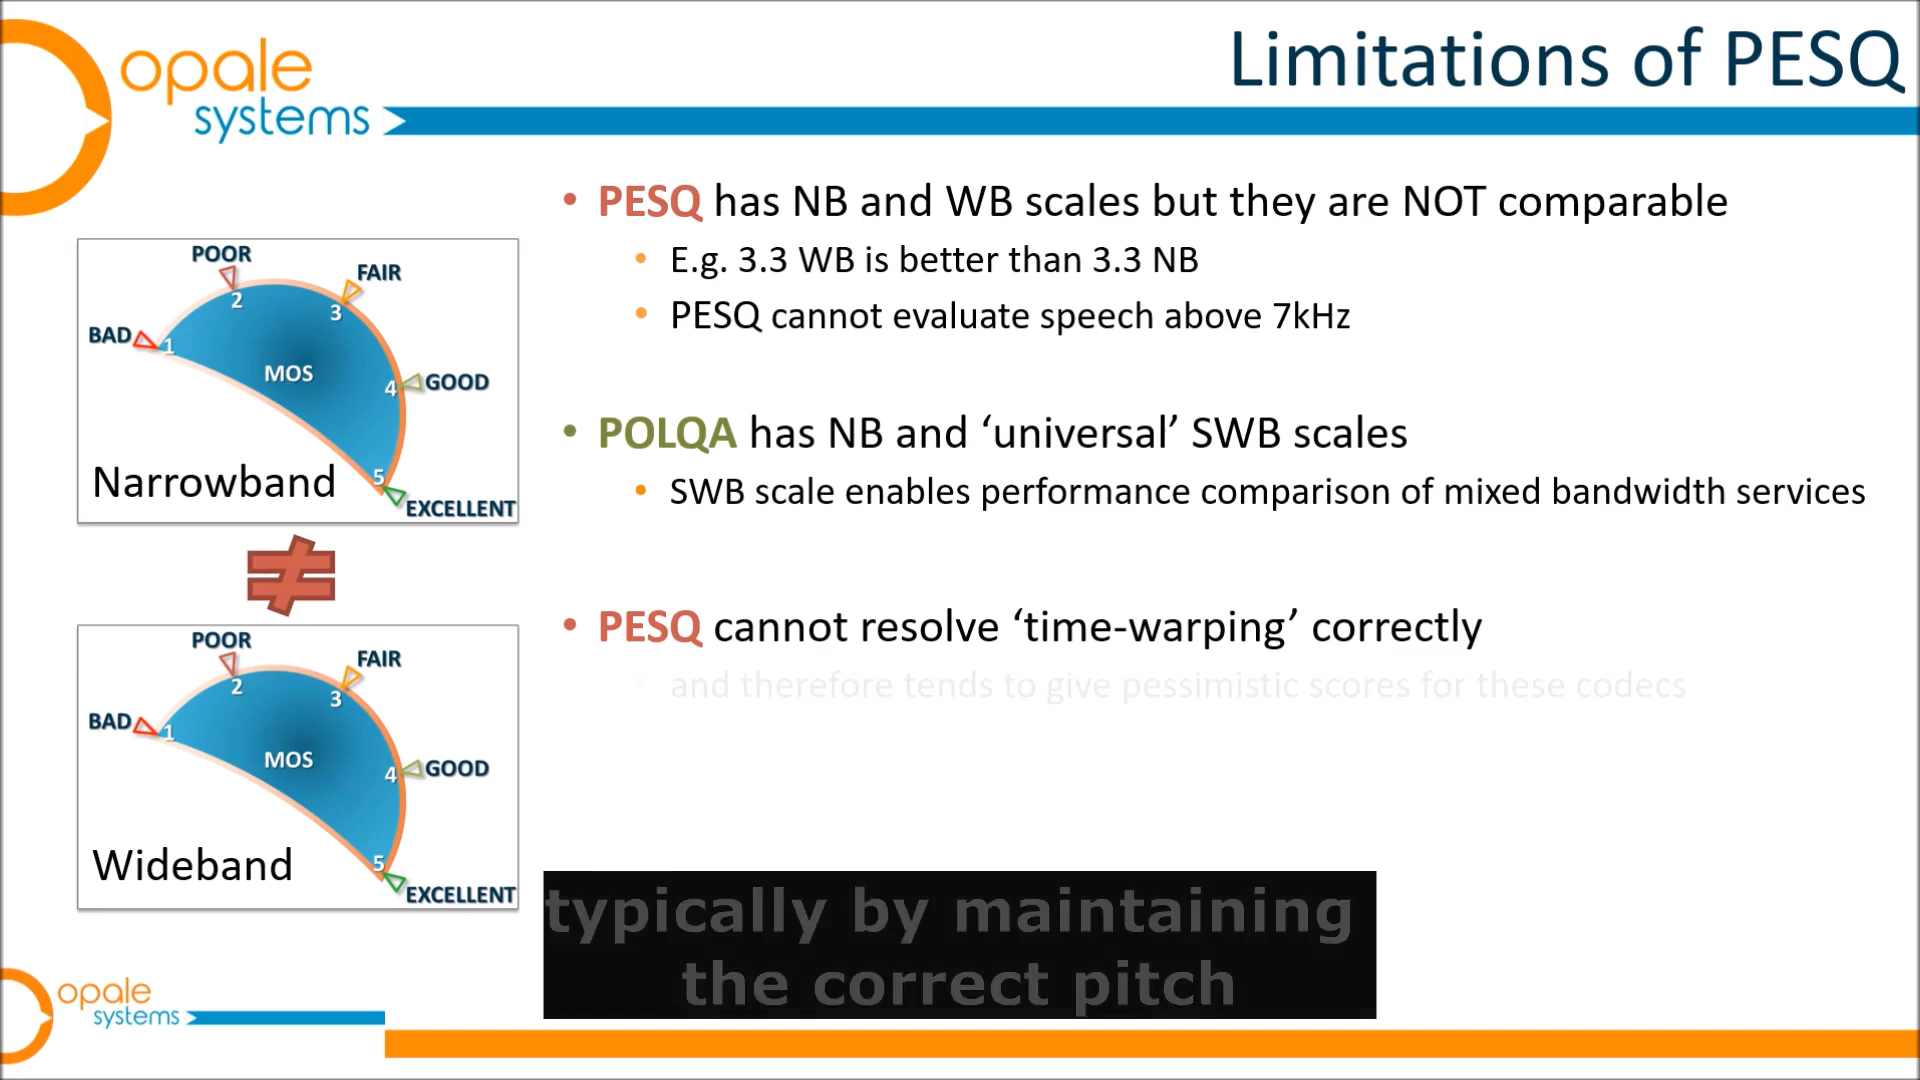 opale
systems
Limitations of PESQ
• PESQ has NB and WB scales but they are NOT comparable
• E.g. 3.3 WB is better than 3.3 NB
• PESQ cannot evaluate speech above 7kHz
• POLQA has NB and ‘universal’ SWB scales
• SWB scale enables performance comparison of mixed bandwidth services
• PESQ cannot resolve ‘time-warping’ correctly
• and therefore tends to give pessimistic scores for these codecs
POOR
FAIR
2
3
BAD
1
MOS
4
GOOD
5
Narrowband
EXCELLENT
≠
POOR
FAIR
2
3
BAD
1
MOS
4
GOOD
5
Wideband
EXCELLENT
typically by maintaining
the correct pitch
opale
systems